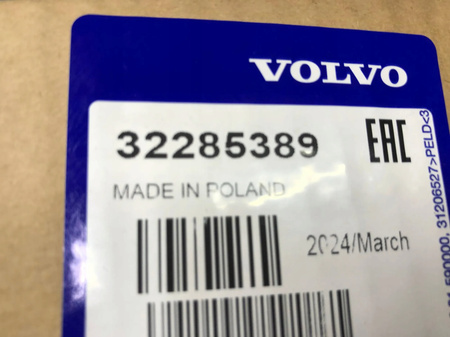 VOLVO
32285389
EAC
MADE IN POLAND
2024/March
31206527>PELD<3